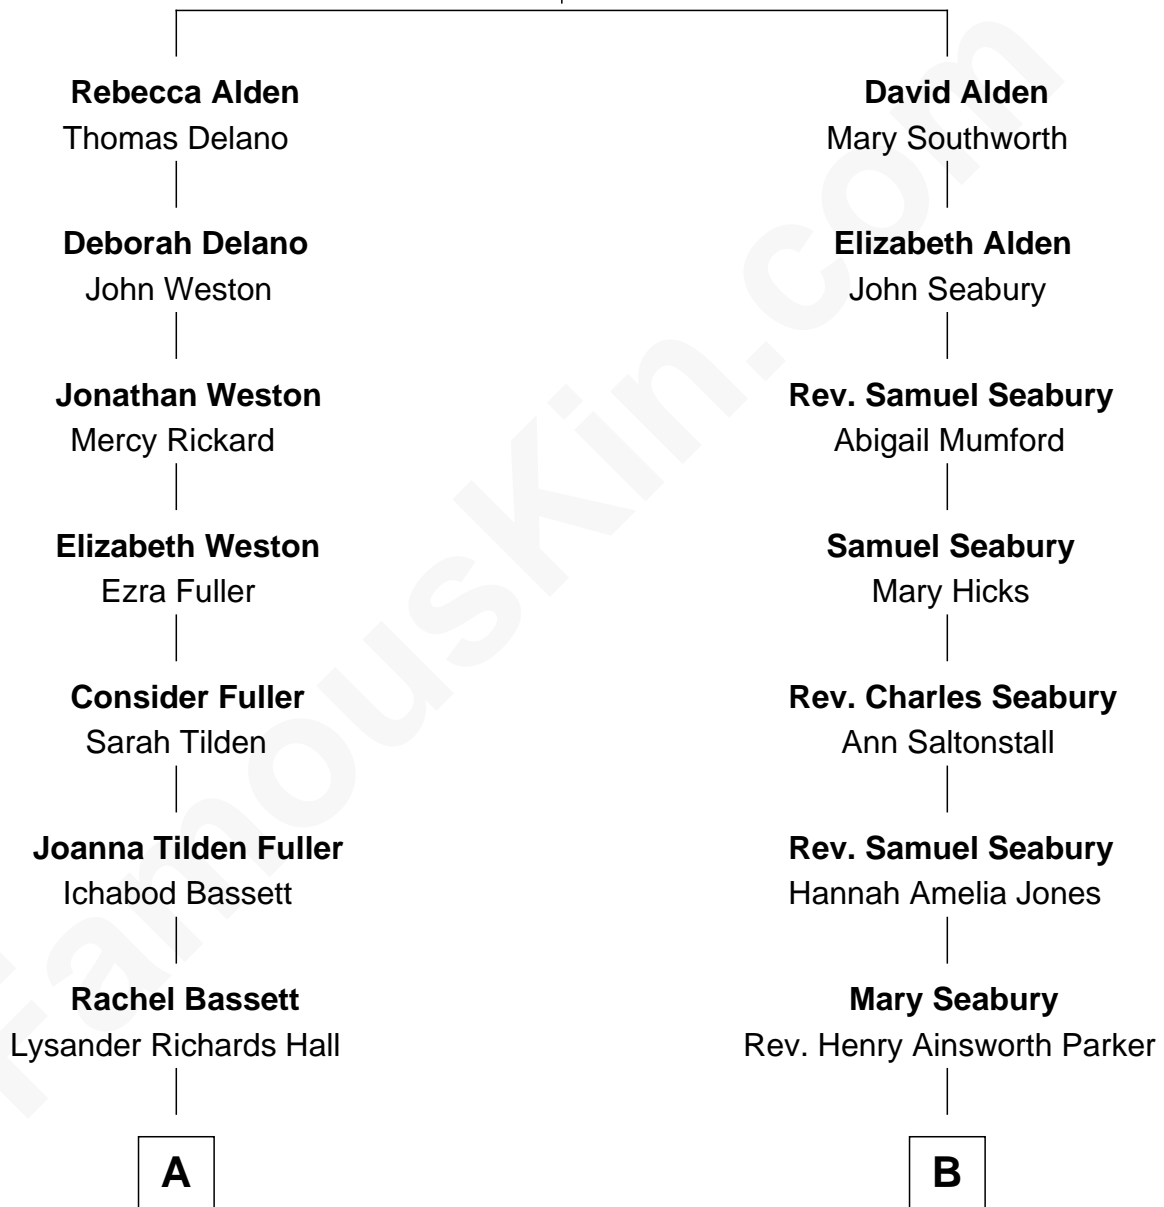 Rebecca Alden
Thomas Delano
Deborah Delano
John Weston
Jonathan Weston
Mercy Rickard
Elizabeth Weston
Ezra Fuller
Consider Fuller
Sarah Tilden
Joanna Tilden Fuller
Ichabod Bassett
Rachel Bassett
Lysander Richards Hall
A
David Alden
Mary Southworth
Elizabeth Alden
John Seabury
Rev. Samuel Seabury
Abigail Mumford
Samuel Seabury
Mary Hicks
Rev. Charles Seabury
Ann Saltonstall
Rev. Samuel Seabury
Hannah Amelia Jones
Mary Seabury
Rev. Henry Ainsworth Parker
B
FamousKin.com